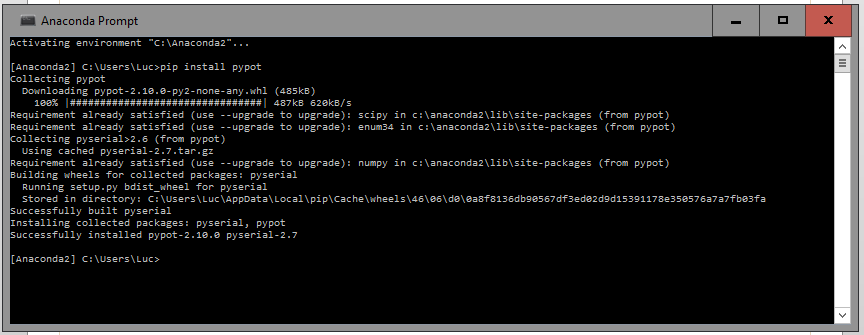 Anaconda Prompt
Activating environment "C:\Anaconda2"...
[Anaconda2] C:\Users\Luc>pip install pypot
Collecting pypot
Downloading pypot-2.10.0-py2-none-any.whl (485kB)
100% |################################| 487kB 620kB/s
Requirement already satisfied (use --upgrade to upgrade): scipy in c:\anaconda2\lib\site-packages (from pypot)
Requirement already satisfied (use --upgrade to upgrade): enum34 in c:\anaconda2\lib\site-packages (from pypot)
Collecting pyserial>2.6 (from pypot)
Using cached pyserial-2.7.tar.gz
Requirement already satisfied (use --upgrade to upgrade): numpy in c:\anaconda2\lib\site-packages (from pypot)
Building wheels for collected packages: pyserial
Running setup.py bdist_wheel for pyserial
Stored in directory: C:\Users\Luc\AppData\Local\pip\Cache\wheels\46\06\d0\0a8f8136db90567df3ed02d9d15391178e350576a7a7fb03fa
Successfully built pyserial
Installing collected packages: pyserial, pypot
Successfully installed pypot-2.10.0 pyserial-2.7
[Anaconda2] C:\Users\Luc>